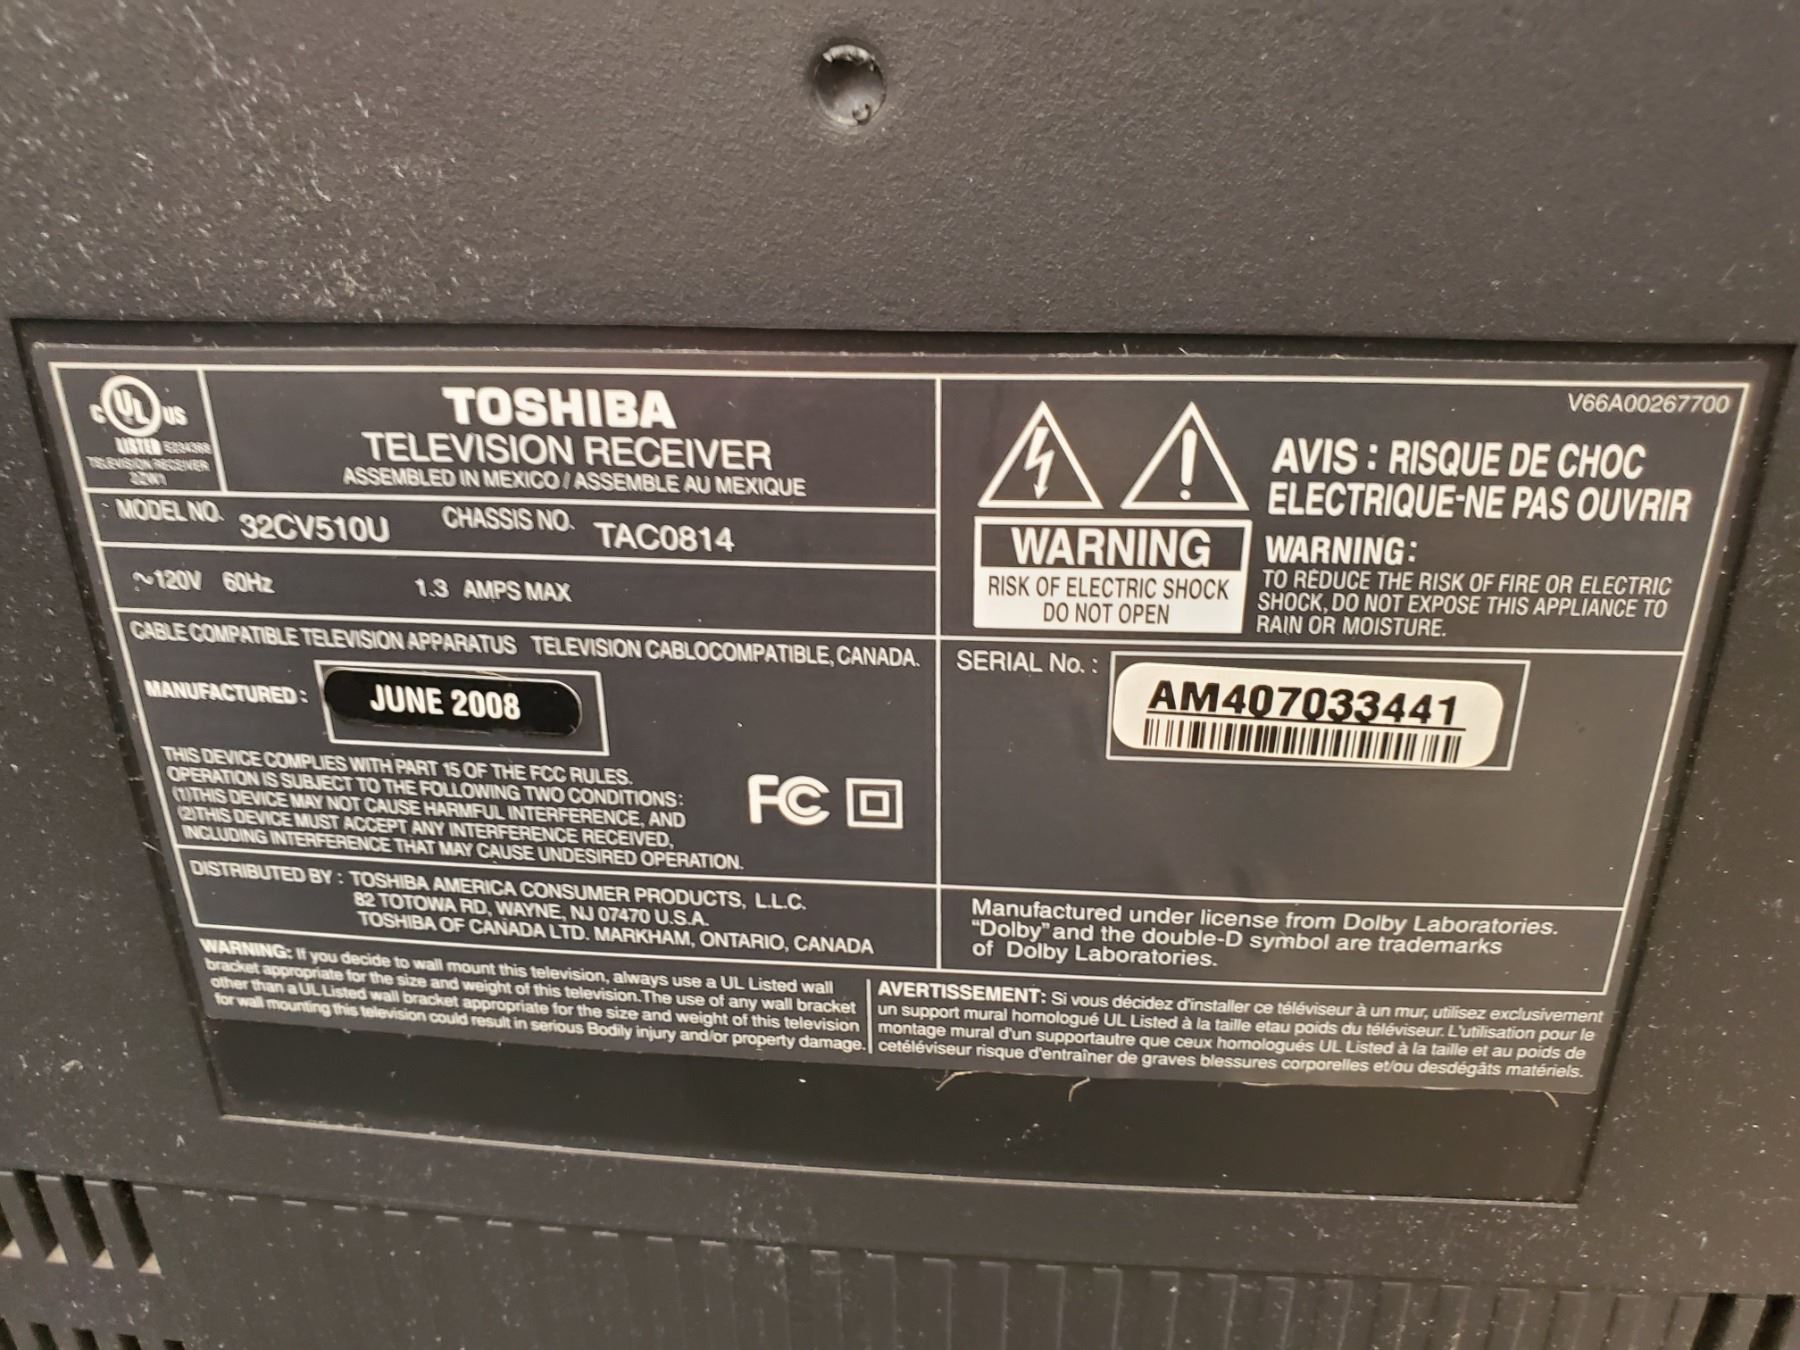 V66A00267700
C UL US
LISTED E234368
TELEVISION RECEIVER
2ZW1
TOSHIBA
TELEVISION RECEIVER
ASSEMBLED IN MEXICO / ASSEMBLE AU MEXIQUE
MODEL NO. 32CV510U CHASSIS NO. TAC0814
~120V 60Hz 1.3 AMPS MAX
CABLE COMPATIBLE TELEVISION APPARATUS TELEVISION CABLOCOMPATIBLE, CANADA.
MANUFACTURED: JUNE 2008
THIS DEVICE COMPLIES WITH PART 15 OF THE FCC RULES.
OPERATION IS SUBJECT TO THE FOLLOWING TWO CONDITIONS:
(1)THIS DEVICE MAY NOT CAUSE HARMFUL INTERFERENCE, AND
(2)THIS DEVICE MUST ACCEPT ANY INTERFERENCE RECEIVED,
INCLUDING INTERFERENCE THAT MAY CAUSE UNDESIRED OPERATION.
FC
DISTRIBUTED BY : TOSHIBA AMERICA CONSUMER PRODUCTS, L.L.C.
82 TOTOWA RD, WAYNE, NJ 07470 U.S.A.
TOSHIBA OF CANADA LTD. MARKHAM, ONTARIO, CANADA
AVIS : RISQUE DE CHOC
ELECTRIQUE-NE PAS OUVRIR
WARNING
RISK OF ELECTRIC SHOCK
DO NOT OPEN
WARNING:
TO REDUCE THE RISK OF FIRE OR ELECTRIC
SHOCK, DO NOT EXPOSE THIS APPLIANCE TO
RAIN OR MOISTURE.
SERIAL No. : AM407033441
Manufactured under license from Dolby Laboratories.
"Dolby" and the double-D symbol are trademarks
of Dolby Laboratories.
WARNING: If you decide to wall mount this television, always use a UL Listed wall
bracket appropriate for the size and weight of this television.The use of any wall bracket
other than a UL Listed wall bracket appropriate for the size and weight of this television
for wall mounting this television could result in serious Bodily injury and/or property damage.
AVERTISSEMENT: Si vous décidez d'installer ce téléviseur à un mur, utilisez exclusivement
un support mural homologué UL Listed à la taille etau poids du téléviseur. L'utilisation pour le
montage mural d'un supportautre que ceux homologués UL Listed à la taille et au poids de
cetéléviseur risque d'entraîner de graves blessures corporelles et/ou desdégâts matériels.